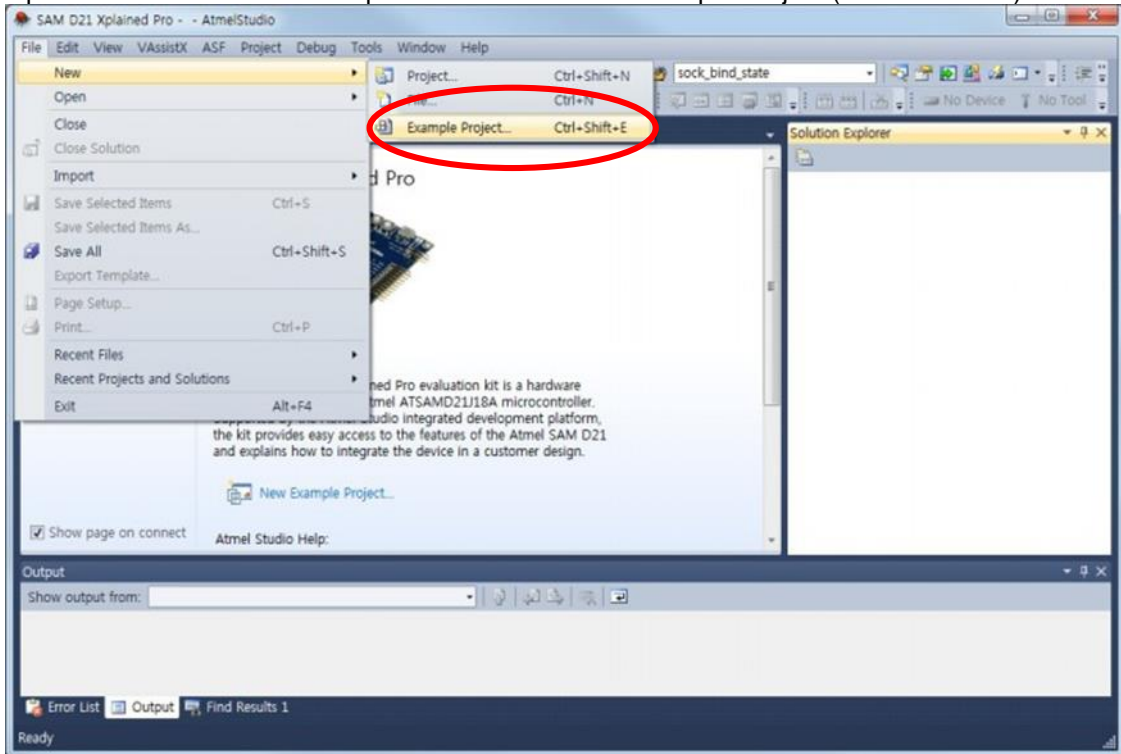 SAM D21 Xplained Pro - - AtmelStudio
File Edit View VAssistX ASF Project Debug Tools Window Help
New
Project... Ctrl+Shift+N
sock_bind_state
Open
File... Ctrl+N
No Device No Tool
Close
Example Project... Ctrl+Shift+E
Solution Explorer
Close Solution
Import
d Pro
Save Selected Items Ctrl+S
Save Selected Items As...
Save All Ctrl+Shift+S
Export Template...
Page Setup...
Print... Ctrl+P
Recent Files
Recent Projects and Solutions
ned Pro evaluation kit is a hardware
Exit Alt+F4
tmel ATSAMD21J18A microcontroller.
Studio integrated development platform,
the kit provides easy access to the features of the Atmel SAM D21
and explains how to integrate the device in a customer design.
New Example Project...
Show page on connect
Atmel Studio Help:
Output
Show output from:
Error List Output Find Results 1
Ready